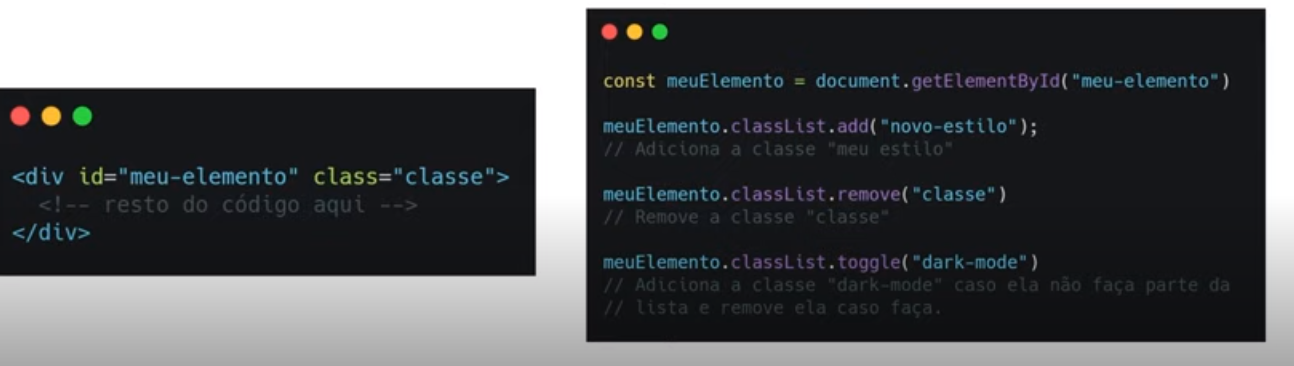 <div id="meu-elemento" class="classe">
<!-- resto do código aqui -->
</div>
const meuElemento = document.getElementById("meu-elemento")
meuElemento.classList.add("novo-estilo");
// Adiciona a classe "meu estilo"
meuElemento.classList.remove("classe")
// Remove a classe "classe"
meuElemento.classList.toggle("dark-mode")
// Adiciona a classe "dark-mode" caso ela não faça parte da
// lista e remove ela caso faça.